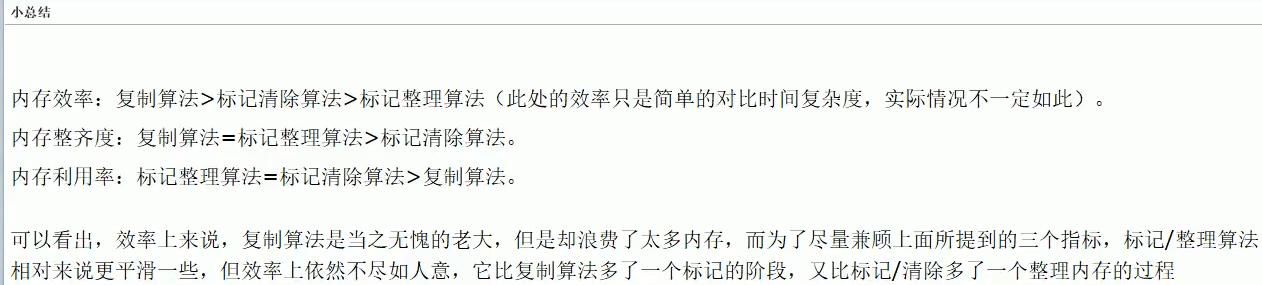 小总结
内存效率：复制算法>标记清除算法>标记整理算法（此处的效率只是简单的对比时间复杂度，实际情况不一定如此）。
内存整齐度：复制算法=标记整理算法>标记清除算法。
内存利用率：标记整理算法=标记清除算法>复制算法。
可以看出，效率上来说，复制算法是当之无愧的老大，但是却浪费了太多内存，而为了尽量兼顾上面所提到的三个指标，标记/整理算法
相对来说更平滑一些，但效率上依然不尽如人意，它比复制算法多了一个标记的阶段，又比标记/清除多了一个整理内存的过程